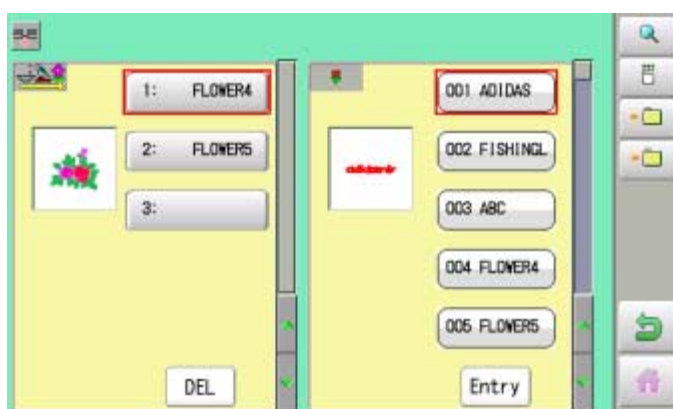 1: FLOWER4
2: FLOWER5
3:
DEL
001 ADIDAS
002 FISHINGL
003 ABC
004 FLOWER4
005 FLOWER5
Entry